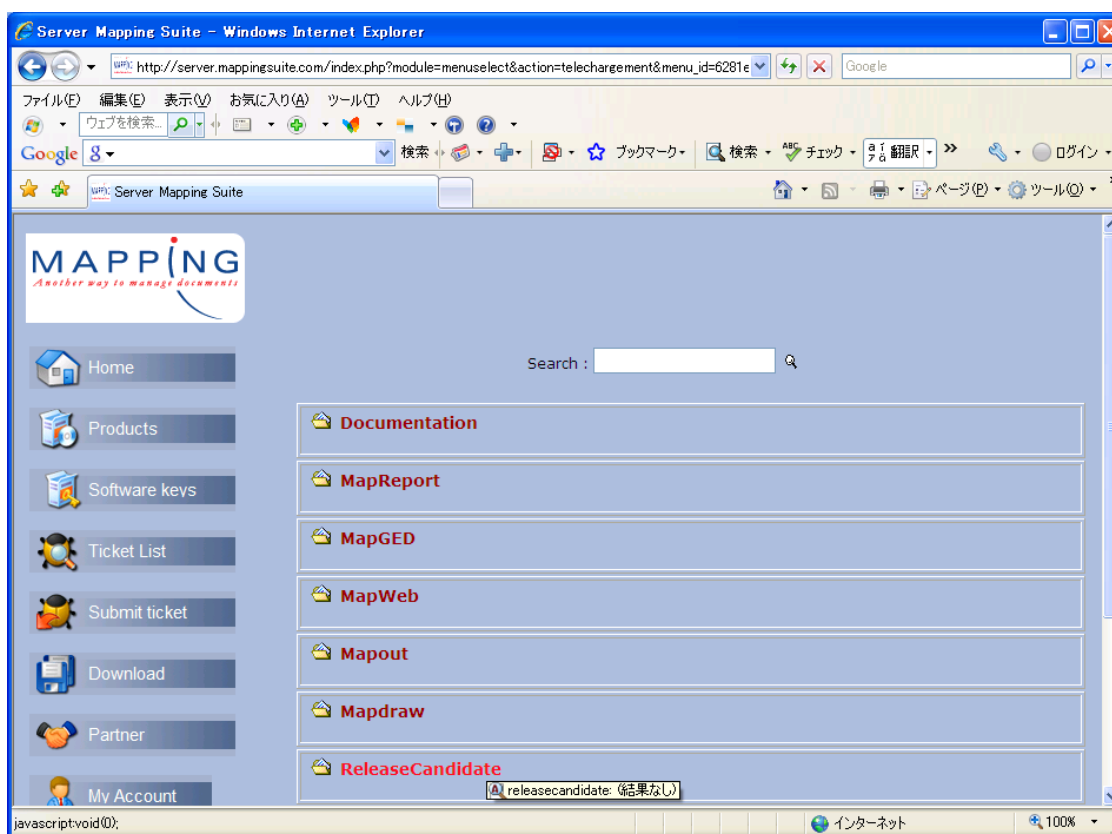 Server Mapping Suite - Windows Internet Explorer
http://server.mappingsuite.com/index.php?module=menuselect&action=telechargement&menu_id=6281e
Google
ファイル(F) 編集(E) 表示(V) お気に入り(A) ツール(T) ヘルプ(H)
ウェブを検索...
Google 検索 ブックマーク 検索 チェック 翻訳 ログイン
Server Mapping Suite
ページ(P) ツール(O)
MAPPING
Another way to manage documents
Home
Search :
Products
Documentation
Software keys
MapReport
Ticket List
MapGED
Submit ticket
MapWeb
Download
Mapout
Partner
Mapdraw
My Account
ReleaseCandidate
releasecandidate: (結果なし)
javascript:void(0);
インターネット
100%